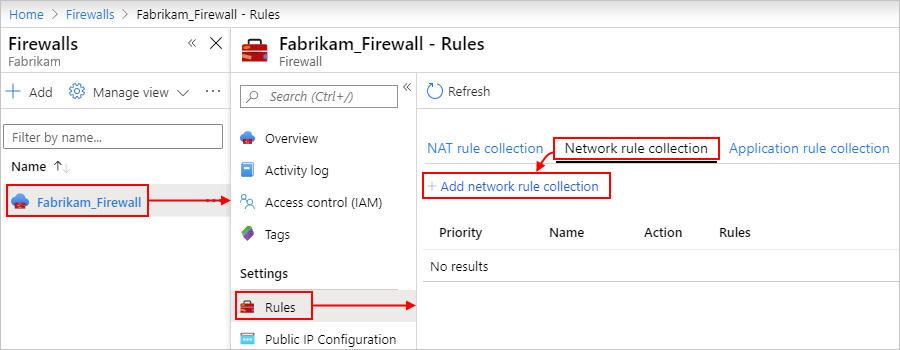 Home > Firewalls > Fabrikam_Firewall - Rules
Firewalls
Fabrikam
Add Manage view ...
Filter by name...
Name
Fabrikam_Firewall
Fabrikam_Firewall - Rules
Firewall
Search (Ctrl+/)
Overview
Activity log
Access control (IAM)
Tags
Settings
Rules
Public IP Configuration
Refresh
NAT rule collection Network rule collection Application rule collection
+ Add network rule collection
Priority Name Action Rules
No results